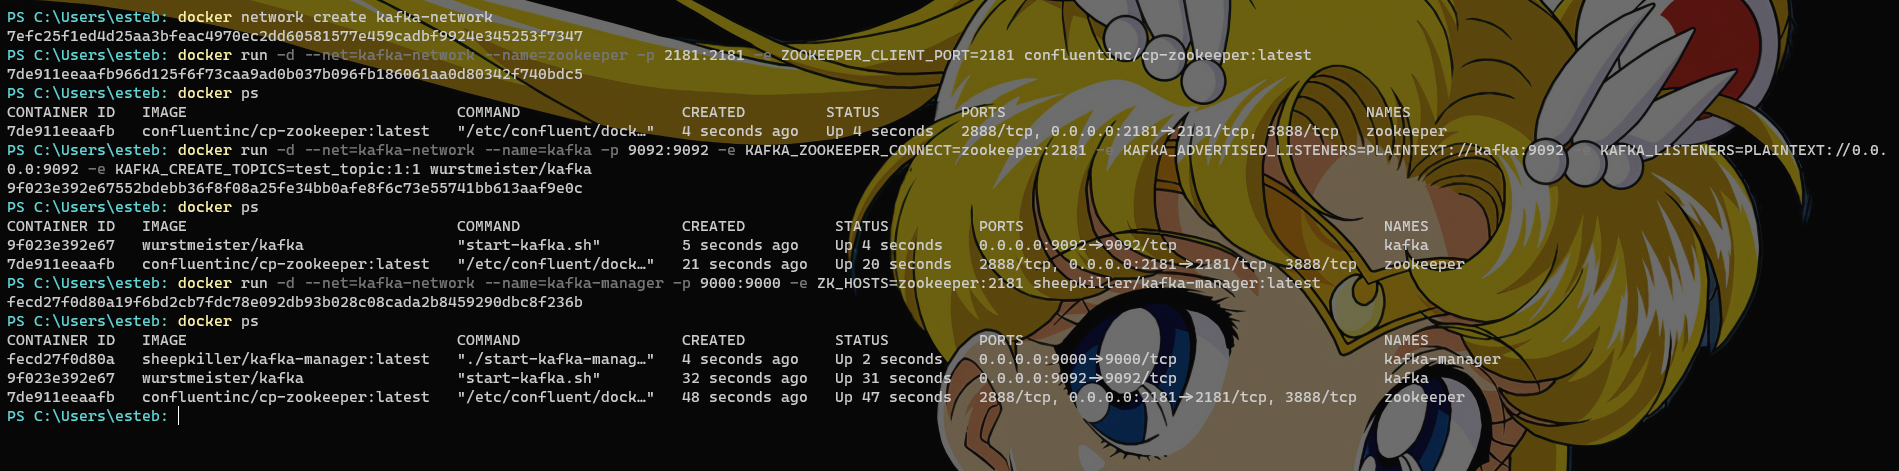 PS C:\Users\esteb: docker network create kafka-network
7efc25f1ed4d25aa3bfeac4970ec2dd60581577e459cadbf9924e345253f7347
PS C:\Users\esteb: docker run -d --net=kafka-network --name=zookeeper -p 2181:2181 -e ZOOKEEPER_CLIENT_PORT=2181 confluentinc/cp-zookeeper:latest
7de911eeaafb966d125f6f73caa9ad0b037b096fb186061aa0d80342f740bdc5
PS C:\Users\esteb: docker ps
CONTAINER ID   IMAGE                              COMMAND                  CREATED         STATUS         PORTS                                        NAMES
7de911eeaafb   confluentinc/cp-zookeeper:latest   "/etc/confluent/dock…"   4 seconds ago   Up 4 seconds   2888/tcp, 0.0.0.0:2181->2181/tcp, 3888/tcp   zookeeper
PS C:\Users\esteb: docker run -d --net=kafka-network --name=kafka -p 9092:9092 -e KAFKA_ZOOKEEPER_CONNECT=zookeeper:2181 -e KAFKA_ADVERTISED_LISTENERS=PLAINTEXT://kafka:9092 -e KAFKA_LISTENERS=PLAINTEXT://0.0.
0.0:9092 -e KAFKA_CREATE_TOPICS=test_topic:1:1 wurstmeister/kafka
9f023e392e67552bdebb36f8f08a25fe34bb0afe8f6c73e55741bb613aaf9e0c
PS C:\Users\esteb: docker ps
CONTAINER ID   IMAGE                              COMMAND                  CREATED          STATUS          PORTS                                        NAMES
9f023e392e67   wurstmeister/kafka                 "start-kafka.sh"         5 seconds ago    Up 4 seconds    0.0.0.0:9092->9092/tcp                       kafka
7de911eeaafb   confluentinc/cp-zookeeper:latest   "/etc/confluent/dock…"   21 seconds ago   Up 20 seconds   2888/tcp, 0.0.0.0:2181->2181/tcp, 3888/tcp   zookeeper
PS C:\Users\esteb: docker run -d --net=kafka-network --name=kafka-manager -p 9000:9000 -e ZK_HOSTS=zookeeper:2181 sheepkiller/kafka-manager:latest
fecd27f0d80a19f6bd2cb7fdc78e092db93b028c08cada2b8459290dbc8f236b
PS C:\Users\esteb: docker ps
CONTAINER ID   IMAGE                              COMMAND                  CREATED          STATUS          PORTS                                        NAMES
fecd27f0d80a   sheepkiller/kafka-manager:latest   "./start-kafka-manag…"   4 seconds ago    Up 2 seconds    0.0.0.0:9000->9000/tcp                       kafka-manager
9f023e392e67   wurstmeister/kafka                 "start-kafka.sh"         32 seconds ago   Up 31 seconds   0.0.0.0:9092->9092/tcp                       kafka
7de911eeaafb   confluentinc/cp-zookeeper:latest   "/etc/confluent/dock…"   48 seconds ago   Up 47 seconds   2888/tcp, 0.0.0.0:2181->2181/tcp, 3888/tcp   zookeeper
PS C:\Users\esteb: